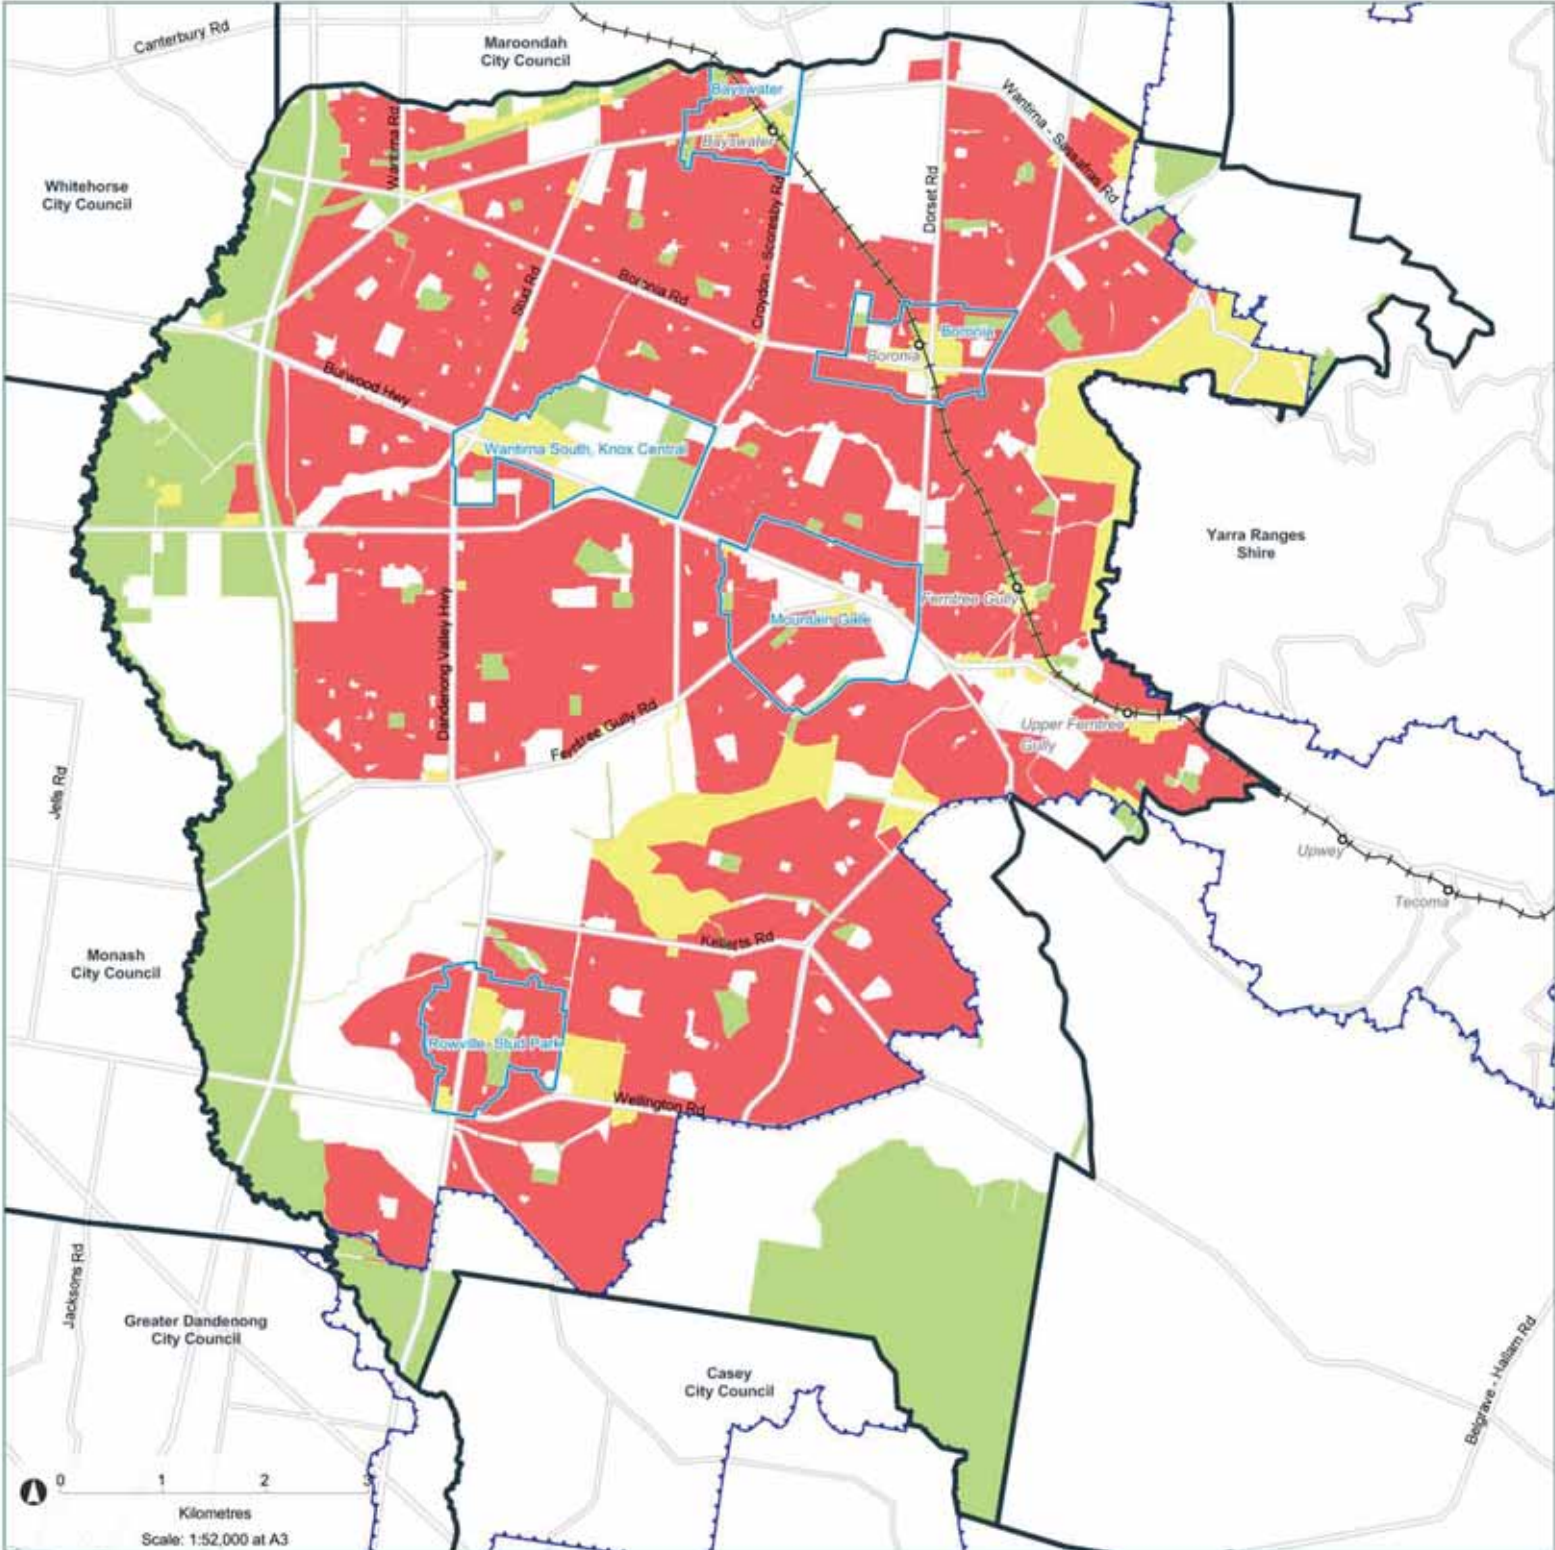 Canterbury Rd
Maroondah
City Council
Bayswater
Bayswater
Wantirna Rd
Wantirna - Sassafras Rd
Whitehorse
City Council
Dorset Rd
Croydon - Scoresby Rd
Stud Rd
Boronia Rd
Boronia
Boronia
Burwood Hwy
Wantirna South, Knox Central
Yarra Ranges
Shire
Ferntree Gully
Mountain Gate
Dandenong Valley Hwy
Ferntree Gully Rd
Upper Ferntree
Gully
Jells Rd
Upwey
Tecoma
Kellerts Rd
Monash
City Council
Rowville-Stud Park
Wellington Rd
Jacksons Rd
Greater Dandenong
City Council
Casey
City Council
Belgrave - Hallam Rd
0 1 2 3
Kilometres
Scale: 1:52,000 at A3